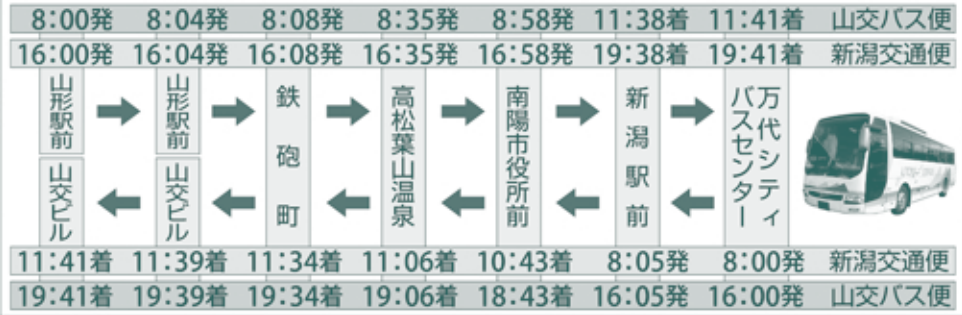 8:00発 8:04発 8:08発 8:35発 8:58発 11:38着 11:41着 山交バス便
16:00発 16:04発 16:08発 16:35発 16:58発 19:38着 19:41着 新潟交通便
山形駅前
山交ビル
山形駅前
山交ビル
鉄砲町
高松葉山温泉
南陽市役所前
新潟駅前
万代シティ
バスセンター
11:41着 11:39着 11:34着 11:06着 10:43着 8:05発 8:00発 新潟交通便
19:41着 19:39着 19:34着 19:06着 18:43着 16:05発 16:00発 山交バス便